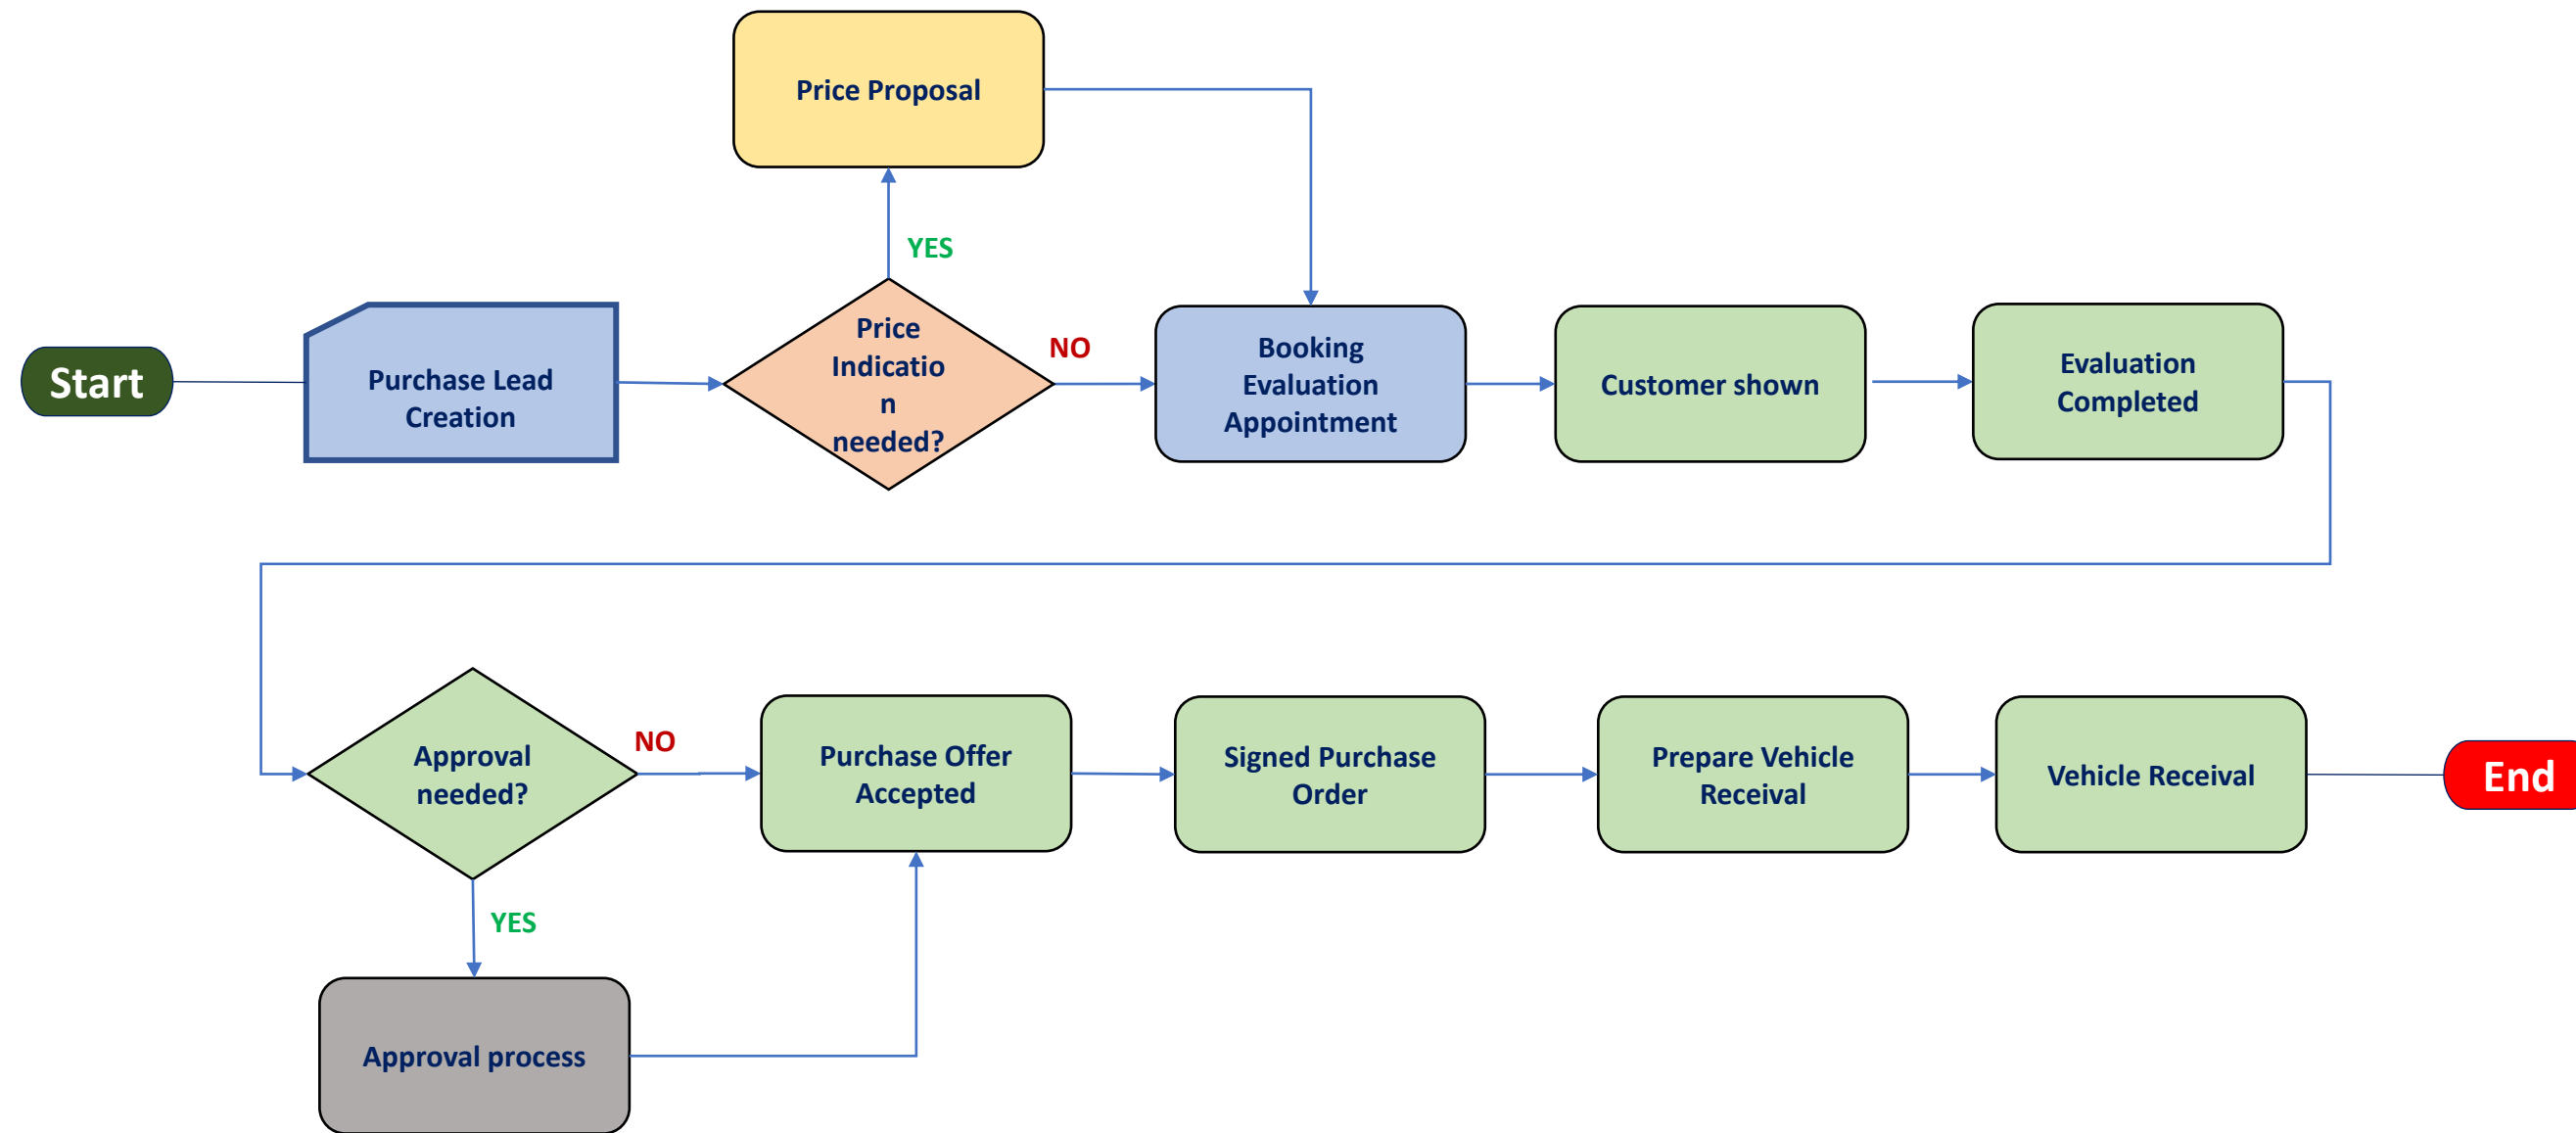 Price Proposal
YES
Start
Purchase Lead
Creation
Price
Indicatio
n
needed?
NO
Booking
Evaluation
Appointment
Customer shown
Evaluation
Completed
Approval
needed?
NO
Purchase Offer
Accepted
Signed Purchase
Order
Prepare Vehicle
Receival
Vehicle Receival
End
YES
Approval process